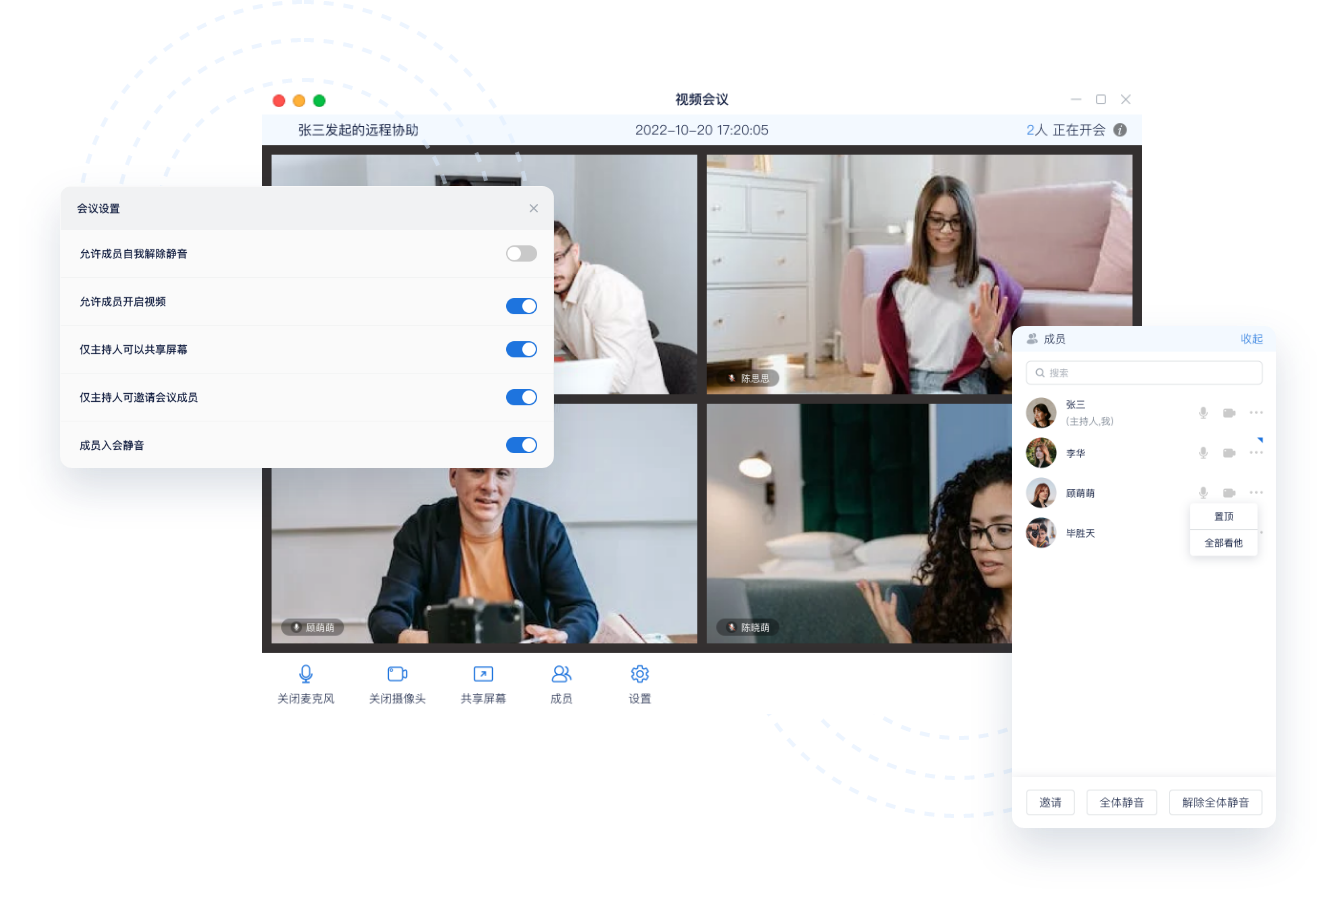 视频会议
张三发起的远程协助
2022-10-20 17:20:05
2人 正在开会
会议设置
允许成员自我解除静音
允许成员开启视频
仅主持人可以共享屏幕
仅主持人可邀请会议成员
成员入会静音
陈思思
顾萌萌
陈晓萌
关闭麦克风
关闭摄像头
共享屏幕
成员
设置
成员
收起
搜索
张三
(主持人,我)
李华
顾萌萌
置顶
毕胜天
全部看他
邀请
全体静音
解除全体静音